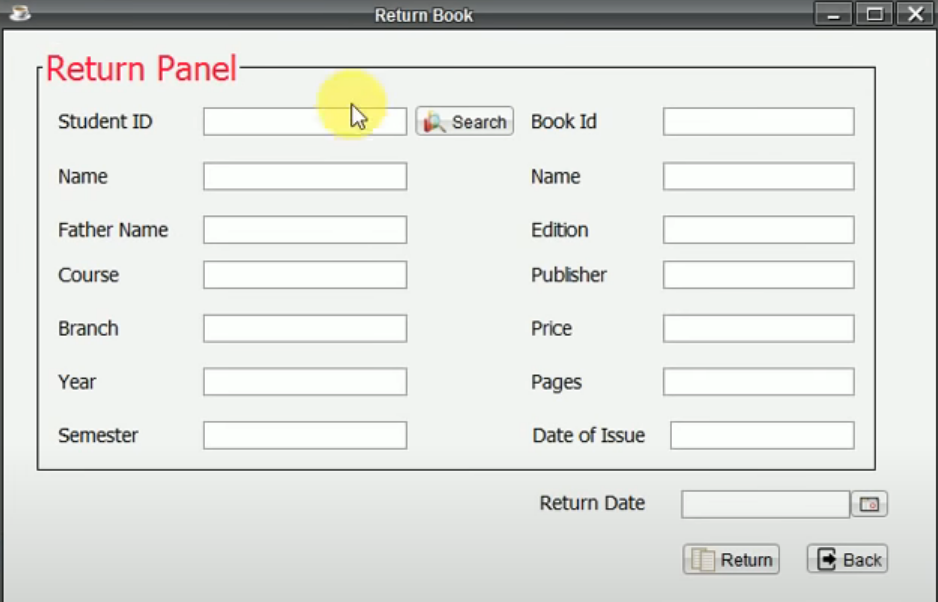 Return Book
Return Panel
Student ID Search Book Id
Name Name
Father Name Edition
Course Publisher
Branch Price
Year Pages
Semester Date of Issue
Return Date
Return Back